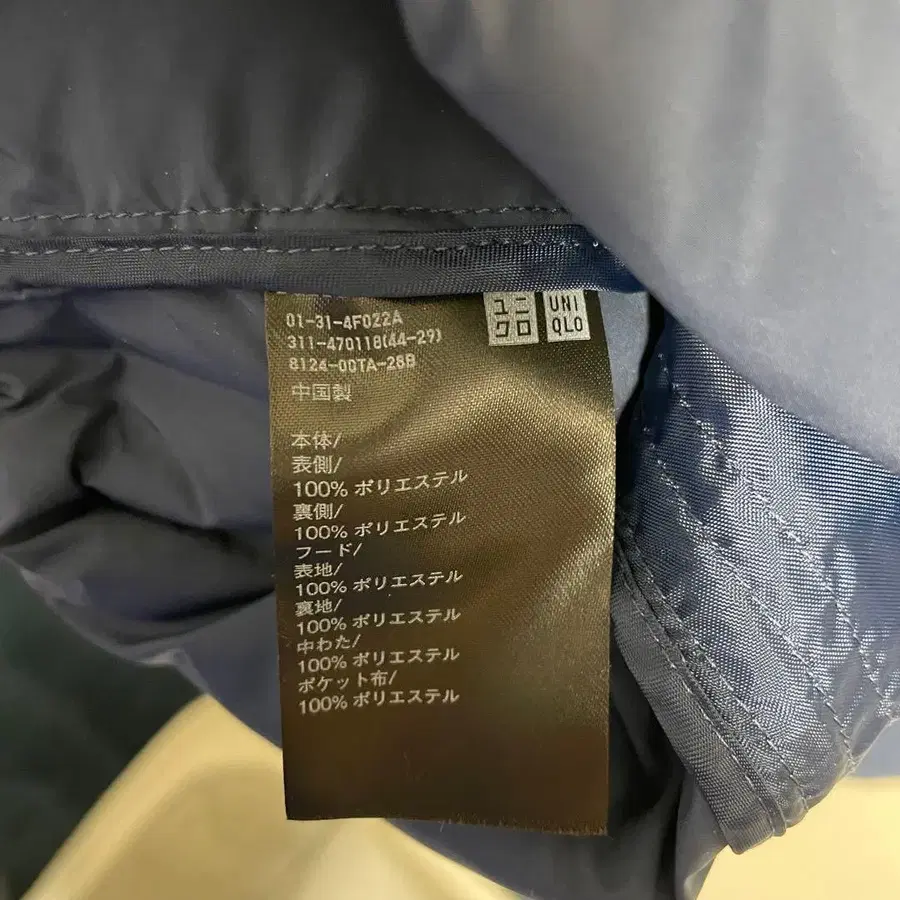 01-31-4F022A
311-470118(44-29)
8124-00TA-28B
中国製
ユニ
クロ
UNI
QLO
本体/
表側/
100% ポリエステル
裏側/
100% ポリエステル
フード/
表地/
100% ポリエステル
裏地/
100% ポリエステル
中わた/
100% ポリエステル
ポケット布/
100% ポリエステル